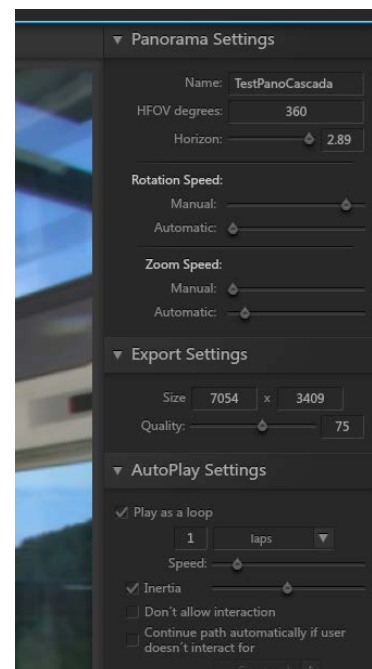 Panorama Settings
Name: TestPanoCascada
HFOV degrees: 360
Horizon: 2.89
Rotation Speed:
Manual:
Automatic:
Zoom Speed:
Manual:
Automatic:
Export Settings
Size 7054 x 3409
Quality: 75
AutoPlay Settings
Play as a loop
1 laps
Speed:
Inertia
Don't allow interaction
Continue path automatically if user
doesn't interact for